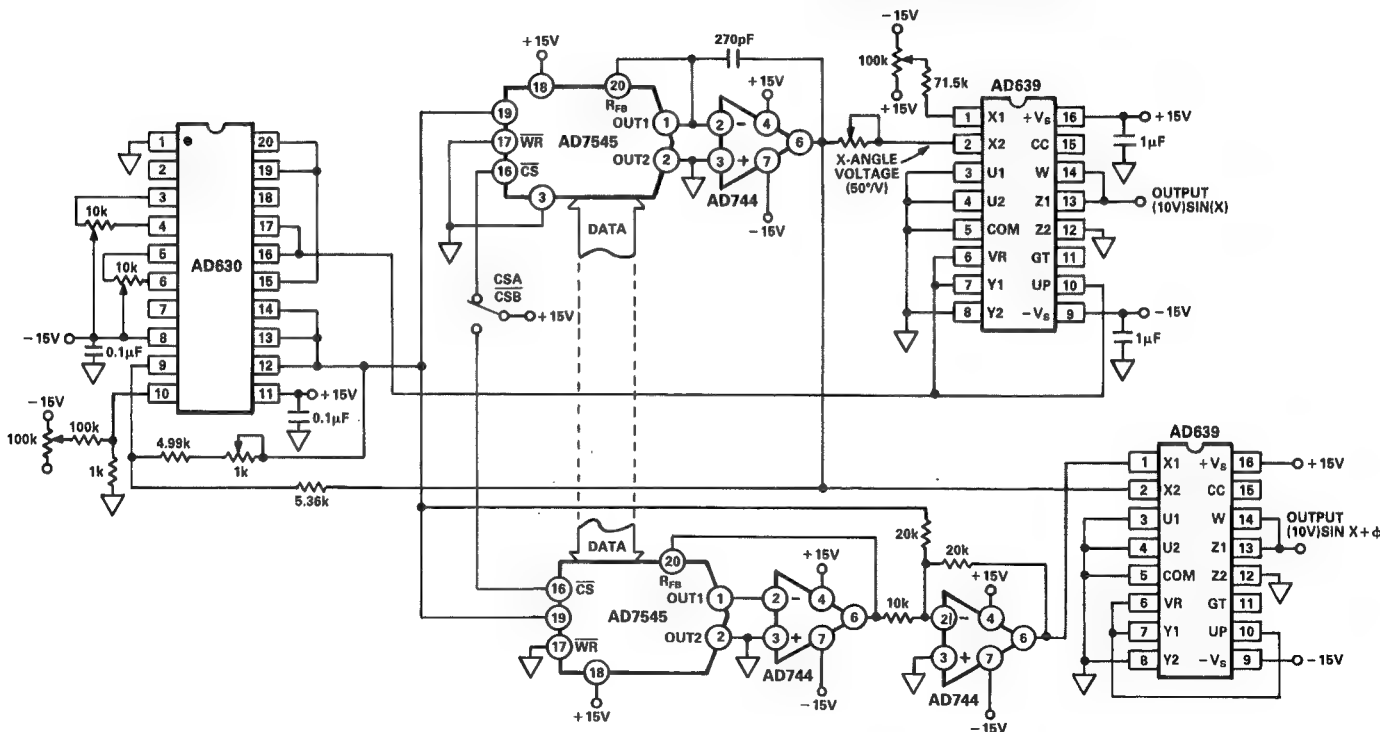 -15V
100k
+15V
71.5k
270pF
+15V
18
20
R_FB
19
17
WR
16
CS
3
AD7545
OUT1
1
OUT2
2
DATA
+15V
2
-
4
3
+
7
6
-15V
AD744
X-ANGLE
VOLTAGE
(50°/V)
AD639
1
X1
+V_S
16
+15V
2
X2
CC
15
1µF
3
U1
W
14
4
U2
Z1
13
OUTPUT
(10V)SIN(X)
5
COM
Z2
12
6
VR
GT
11
7
Y1
UP
10
8
Y2
-V_S
9
-15V
1µF
1
20
2
19
3
18
10k
4
17
5
AD630
16
10k
6
15
7
14
-15V
8
13
0.1µF
9
12
10
11
+15V
0.1µF
-15V
100k
100k
1k
4.99k
1k
5.36k
CSA
CSB
+15V
DATA
20
R_FB
16
CS
19
17
WR
18
+15V
AD7545
OUT1
1
OUT2
2
+15V
2
-
4
3
+
7
6
AD744
-15V
20k
20k
10k
+15V
2
-
4
3
+
7
6
AD744
-15V
AD639
1
X1
+V_S
16
+15V
2
X2
CC
15
3
U1
W
14
OUTPUT
(10V)SIN X+ϕ
4
U2
Z1
13
5
COM
Z2
12
6
VR
GT
11
7
Y1
UP
10
8
Y2
-V_S
9
-15V